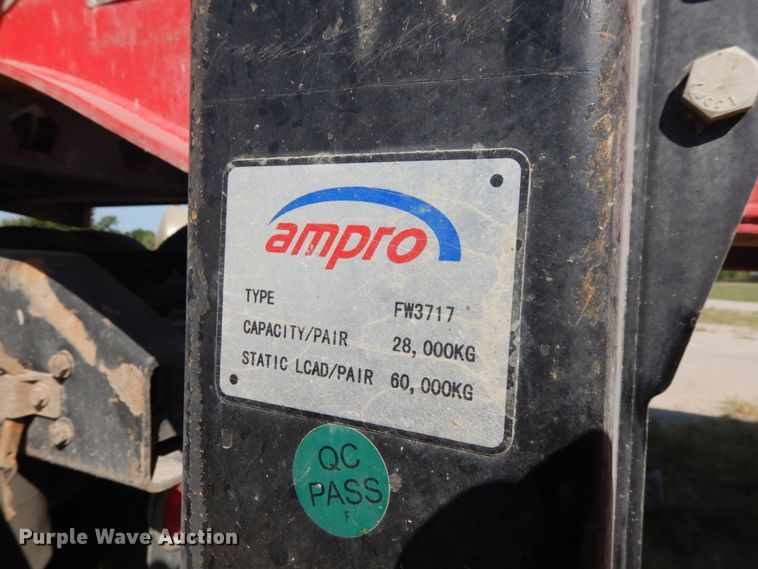 ampro
TYPE FW3717
CAPACITY/PAIR 28,000KG
STATIC LCAD/PAIR 60,000KG
QC
PASS
F
Purple Wave Auction